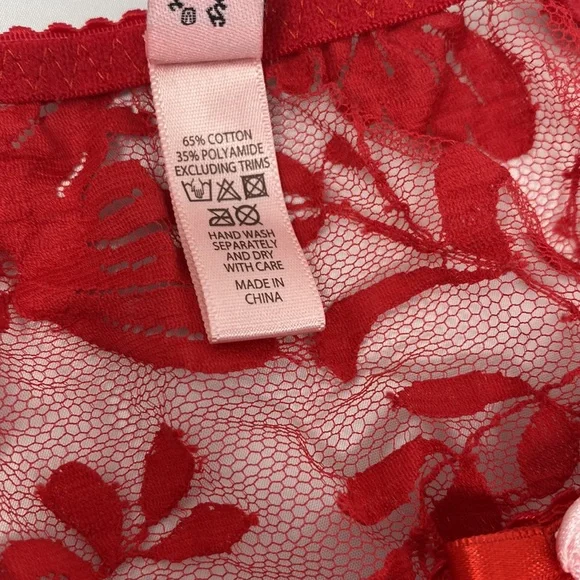 65% COTTON
35% POLYAMIDE
EXCLUDING TRIMS
HAND WASH
SEPARATELY
AND DRY
WITH CARE
MADE IN
CHINA